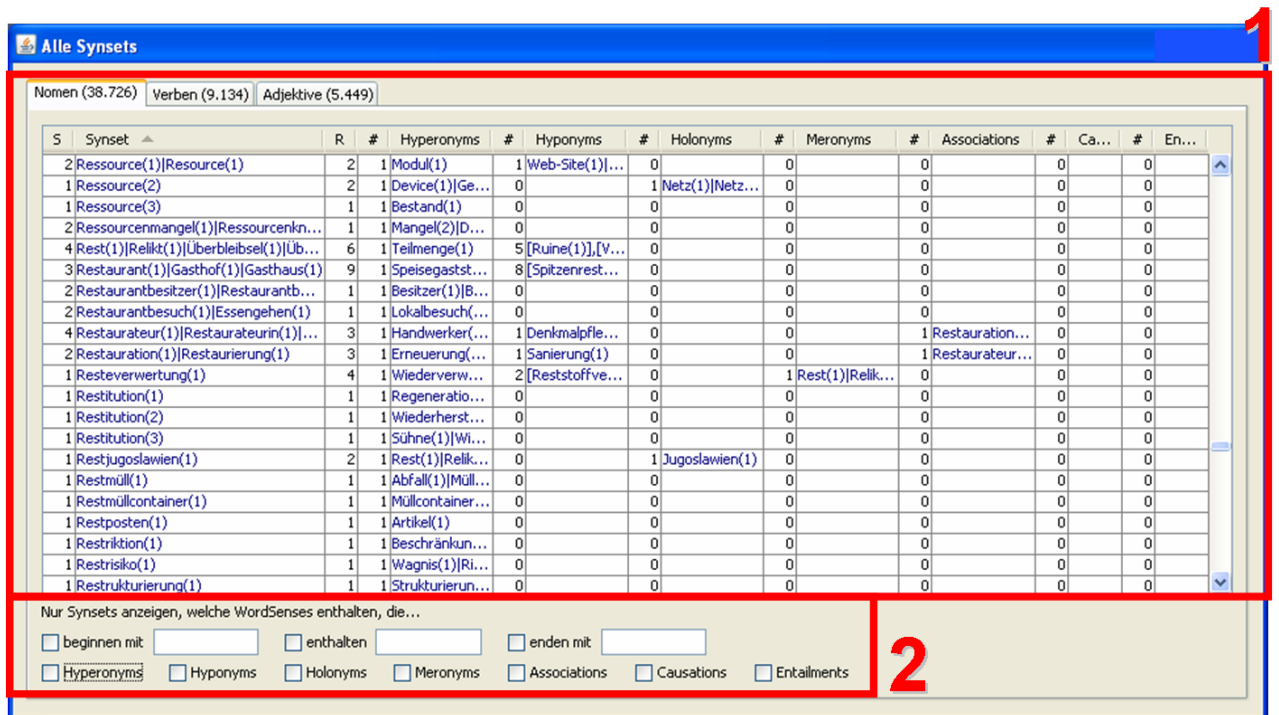 1
Alle Synsets
Nomen (38.726) Verben (9.134) Adjektive (5.449)
S Synset R # Hyperonyms # Hyponyms # Holonyms # Meronyms # Associations # Ca... # En...
2 Ressource(1)|Resource(1) 2 1 Modul(1) 1 Web-Site(1)|... 0 0 0 0 0
1 Ressource(2) 2 1 Device(1)|Ge... 0 1 Netz(1)|Netz... 0 0 0 0
1 Ressource(3) 1 1 Bestand(1) 0 0 0 0 0 0
2 Ressourcenmangel(1)|Ressourcenkn... 1 1 Mangel(2)|D... 0 0 0 0 0 0
4 Rest(1)|Relikt(1)|Überbleibsel(1)|Üb... 6 1 Teilmenge(1) 5 [Ruine(1)],[V... 0 0 0 0 0
3 Restaurant(1)|Gasthof(1)|Gasthaus(1) 9 1 Speisegastst... 8 [Spitzenrest... 0 0 0 0 0
2 Restaurantbesitzer(1)|Restaurantb... 1 1 Besitzer(1)|B... 0 0 0 0 0 0
2 Restaurantbesuch(1)|Essengehen(1) 1 1 Lokalbesuch(... 0 0 0 0 0 0
4 Restaurateur(1)|Restaurateurin(1)|... 3 1 Handwerker(... 1 Denkmalpfle... 0 0 1 Restauration... 0 0
2 Restauration(1)|Restaurierung(1) 3 1 Erneuerung(... 1 Sanierung(1) 0 0 1 Restaurateur... 0 0
1 Resteverwertung(1) 4 1 Wiederverw... 2 [Reststoffve... 0 1 Rest(1)|Relik... 0 0 0
1 Restitution(1) 1 1 Regeneratio... 0 0 0 0 0 0
1 Restitution(2) 1 1 Wiederherst... 0 0 0 0 0 0
1 Restitution(3) 1 1 Sühne(1)|Wi... 0 0 0 0 0 0
1 Restjugoslawien(1) 2 1 Rest(1)|Relik... 0 1 Jugoslawien(1) 0 0 0 0
1 Restmüll(1) 1 1 Abfall(1)|Müll... 0 0 0 0 0 0
1 Restmüllcontainer(1) 1 1 Müllcontainer... 0 0 0 0 0 0
1 Restposten(1) 1 1 Artikel(1) 0 0 0 0 0 0
1 Restriktion(1) 1 1 Beschränkun... 0 0 0 0 0 0
1 Restrisiko(1) 1 1 Wagnis(1)|Ri... 0 0 0 0 0 0
1 Restrukturierung(1) 1 1 Strukturierun... 0 0 0 0 0 0
Nur Synsets anzeigen, welche WordSenses enthalten, die...
beginnen mit enthalten enden mit
Hyperonyms Hyponyms Holonyms Meronyms Associations Causations Entailments
2